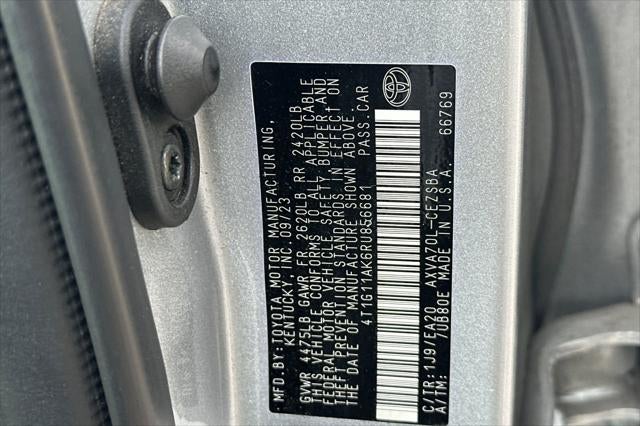 MFD.BY:TOYOTA MOTOR MANUFACTURING,
KENTUCKY, INC. 09/23
GVWR 4475LB GAWR FR 2620LB RR 2420LB
THIS VEHICLE CONFORMS TO ALL APPLICABLE
FEDERAL MOTOR VEHICLE SAFETY, BUMPER AND
THEFT PREVENTION STANDARDS IN EFFECT ON
THE DATE OF MANUFACTURE SHOWN ABOVE.
4T1G11AK6RU856681 PASS.CAR
C/TR:1J9/EA20 AXVA70L-CEZSBA
A/TM: 70B80E MADE IN U.S.A. 66769